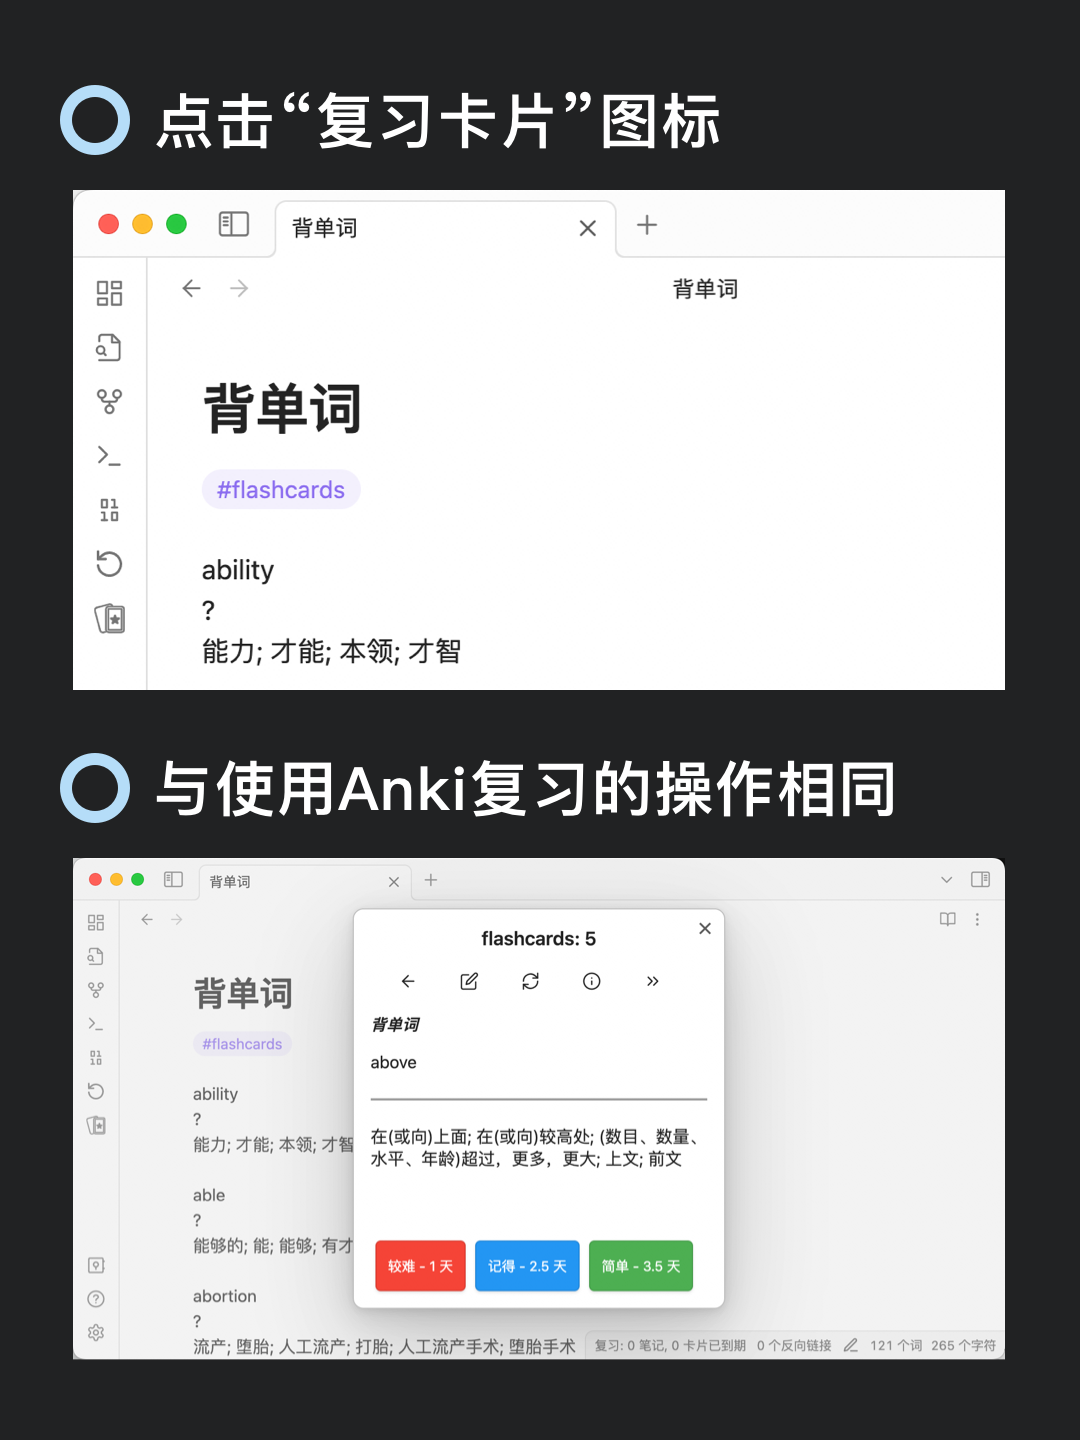 点击“复习卡片”图标
背单词
背单词
背单词
#flashcards
ability
?
能力; 才能; 本领; 才智
与使用Anki复习的操作相同
背单词
背单词
#flashcards
ability
?
能力; 才能; 本领; 才智
able
?
能够的; 能; 能够; 有才
abortion
?
流产; 堕胎; 人工流产; 打胎; 人工流产手术; 堕胎手术
flashcards: 5
背单词
above
在(或向)上面; 在(或向)较高处; (数目、数量、
水平、年龄)超过，更多，更大; 上文; 前文
较难 - 1 天
记得 - 2.5 天
简单 - 3.5 天
复习: 0 笔记, 0 卡片已到期 0 个反向链接 121 个词 265 个字符